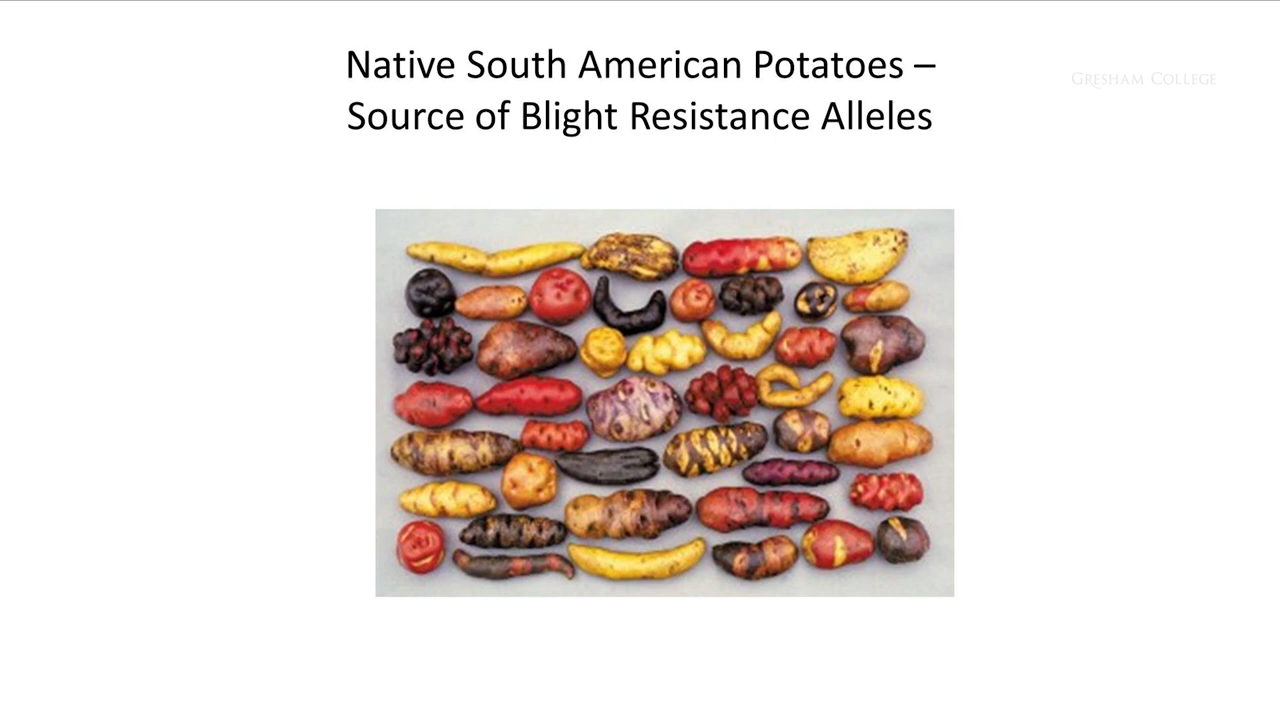 Native South American Potatoes –
Source of Blight Resistance Alleles
GRESHAM COLLEGE